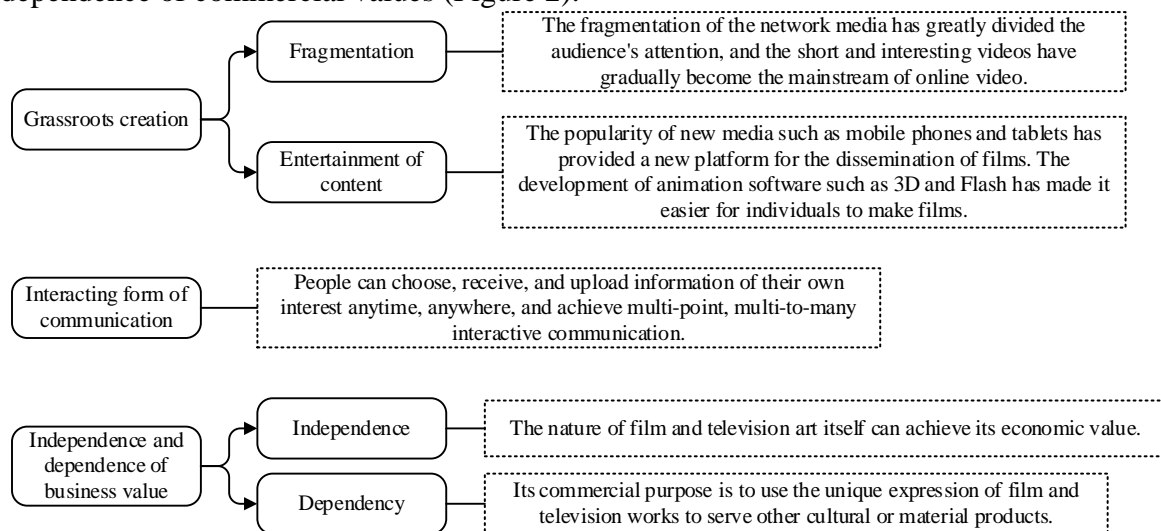 dependence of commercial values (Figure 2).
Fragmentation
The fragmentation of the network media has greatly divided the
audience's attention, and the short and interesting videos have
gradually become the mainstream of online video.
Grassroots creation
Entertainment of
content
The popularity of new media such as mobile phones and tablets has
provided a new platform for the dissemination of films. The
development of animation software such as 3D and Flash has made it
easier for individuals to make films.
Interacting form of
communication
People can choose, receive, and upload information of their own
interest anytime, anywhere, and achieve multi-point, multi-to-many
interactive communication.
Independence and
dependence of
business value
Independence
The nature of film and television art itself can achieve its economic value.
Dependency
Its commercial purpose is to use the unique expression of film and
television works to serve other cultural or material products.